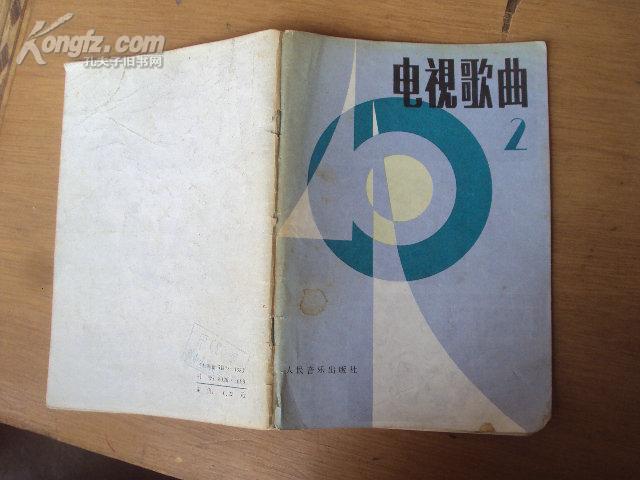 Kongfz.com
孔夫子旧书网
电視歌曲
2
人民音乐出版社